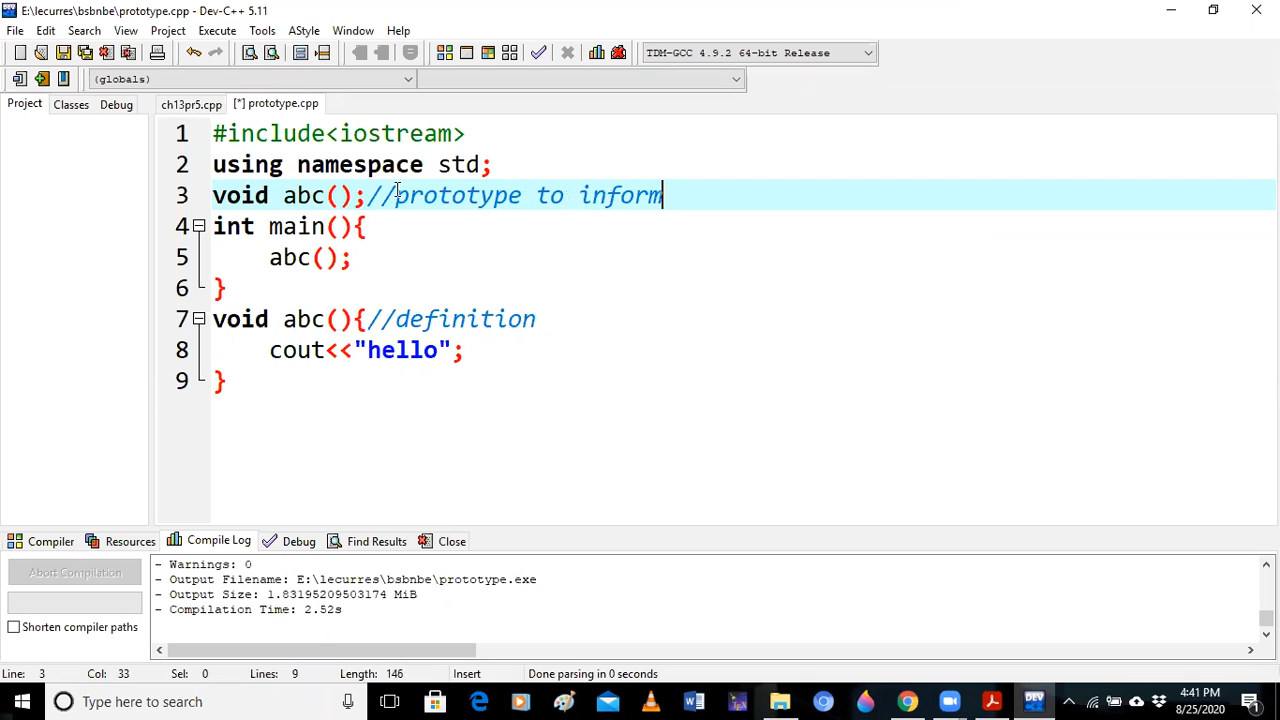 E:\lecurres\bsbnbe\prototype.cpp - Dev-C++ 5.11
File Edit Search View Project Execute Tools AStyle Window Help
TDM-GCC 4.9.2 64-bit Release
(globals)
Project Classes Debug ch13pr5.cpp [*] prototype.cpp
1 #include<iostream>
2 using namespace std;
3 void abc();//prototype to inform
4 int main(){
5 abc();
6 }
7 void abc(){//definition
8 cout<<"hello";
9 }
Compiler Resources Compile Log Debug Find Results Close
Abort Compilation
Shorten compiler paths
- Warnings: 0
- Output Filename: E:\lecurres\bsbnbe\prototype.exe
- Output Size: 1.83195209503174 MiB
- Compilation Time: 2.52s
Line: 3 Col: 33 Sel: 0 Lines: 9 Length: 146 Insert Done parsing in 0 seconds
Type here to search
DEV
4:41 PM
8/25/2020